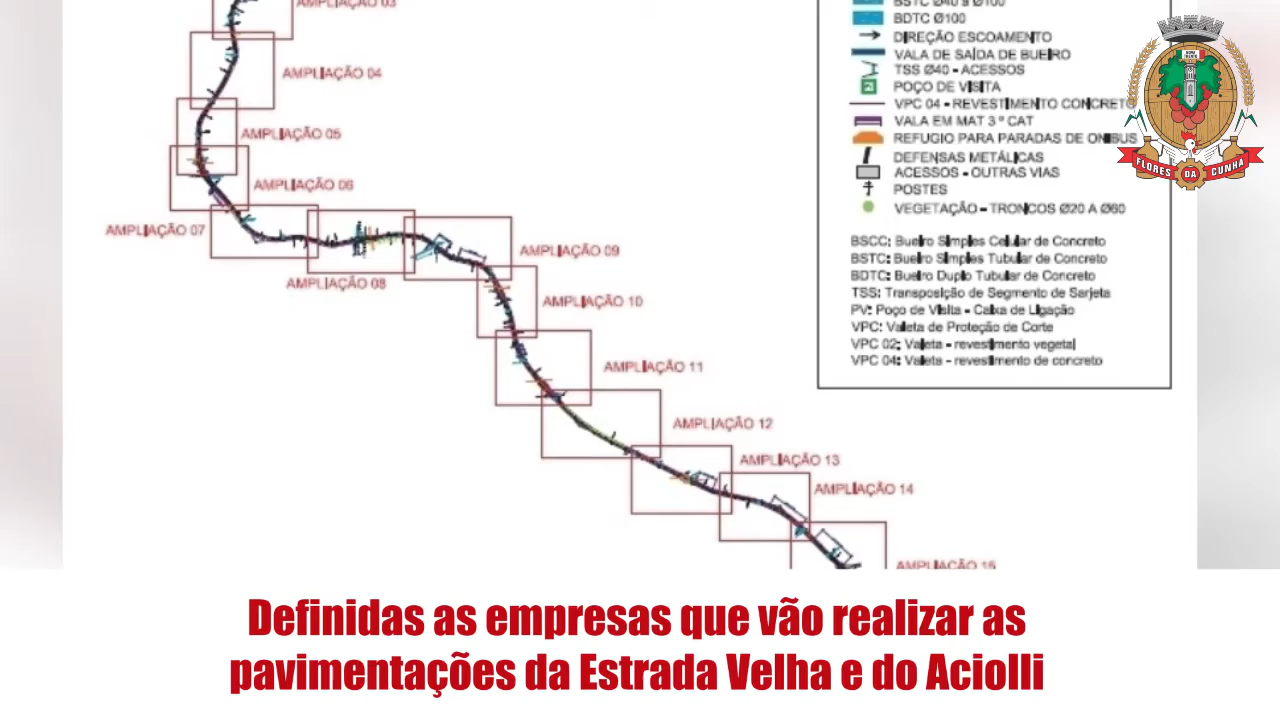 AMPLIAÇÃO 03
AMPLIAÇÃO 04
AMPLIAÇÃO 05
AMPLIAÇÃO 06
AMPLIAÇÃO 07
AMPLIAÇÃO 08
AMPLIAÇÃO 09
AMPLIAÇÃO 10
AMPLIAÇÃO 11
AMPLIAÇÃO 12
AMPLIAÇÃO 13
AMPLIAÇÃO 14
AMPLIAÇÃO 15
BSTC Ø40 a Ø100
BDTC Ø100
DIREÇÃO ESCOAMENTO
VALA DE SAÍDA DE BUEIRO
TSS Ø40 - ACESSOS
POÇO DE VISITA
VPC 04 - REVESTIMENTO CONCRETO
VALA EM MAT 3ª CAT
REFUGIO PARA PARADAS DE ONIBUS
DEFENSAS METÁLICAS
ACESSOS - OUTRAS VIAS
POSTES
VEGETAÇÃO - TRONCOS Ø20 A Ø60
BSCC: Bueiro Simples Celular de Concreto
BSTC: Bueiro Simples Tubular de Concreto
BDTC: Bueiro Duplo Tubular de Concreto
TSS: Transposição de Segmento de Sarjeta
PV: Poço de Visita - Caixa de Ligação
VPC: Valeta de Proteção de Corte
VPC 02: Valeta - revestimento vegetal
VPC 04: Valeta - revestimento de concreto
FLORES DA CUNHA
Definidas as empresas que vão realizar as
pavimentações da Estrada Velha e do Aciolli